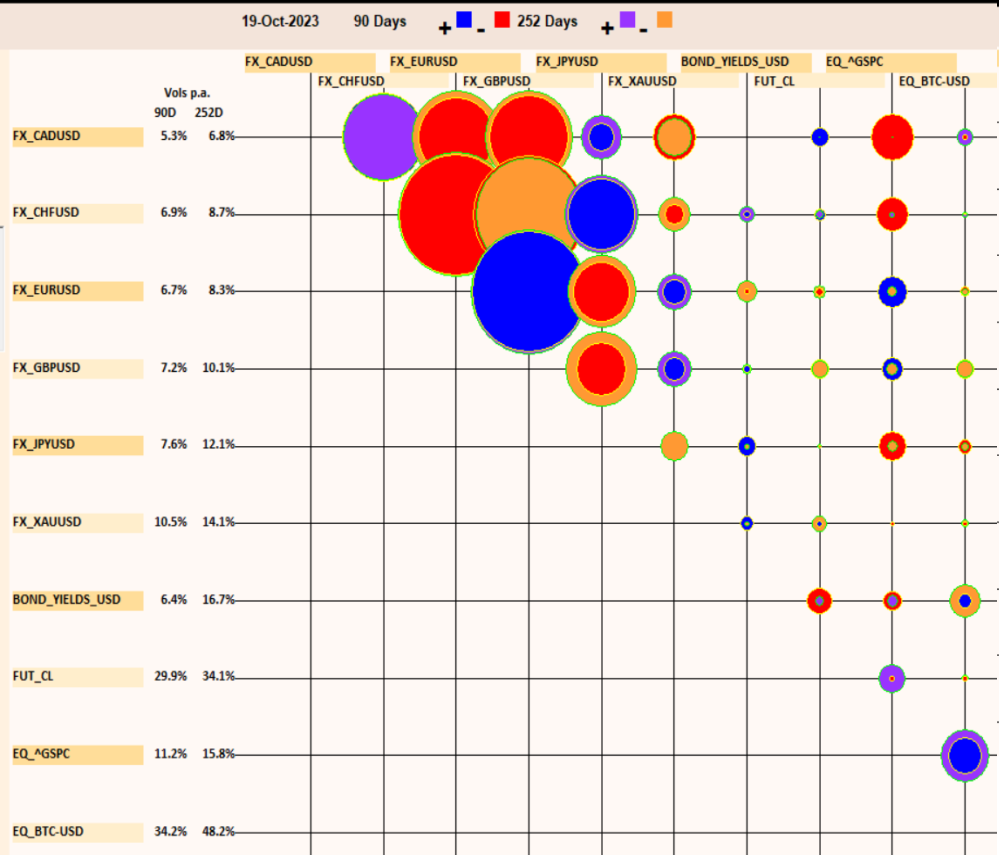 19-Oct-2023 90 Days + - 252 Days + -
FX_CADUSD FX_EURUSD FX_JPYUSD BOND_YIELDS_USD EQ_^GSPC
FX_CHFUSD FX_GBPUSD FX_XAUUSD FUT_CL EQ_BTC-USD
Vols p.a.
90D 252D
FX_CADUSD 5.3% 6.8%
FX_CHFUSD 6.9% 8.7%
FX_EURUSD 6.7% 8.3%
FX_GBPUSD 7.2% 10.1%
FX_JPYUSD 7.6% 12.1%
FX_XAUUSD 10.5% 14.1%
BOND_YIELDS_USD 6.4% 16.7%
FUT_CL 29.9% 34.1%
EQ_^GSPC 11.2% 15.8%
EQ_BTC-USD 34.2% 48.2%